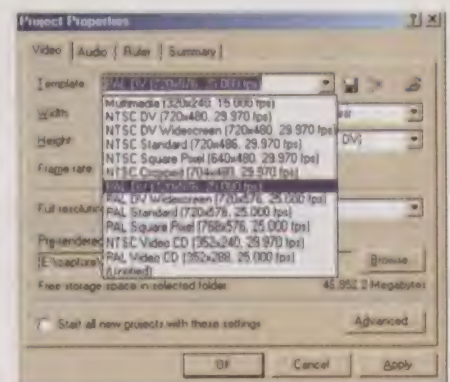 Project Properties
Video Audio Ruler Summary
Template PAL DV (720x576, 25.000 fps)
Multimedia (320x240, 15.000 fps)
Width NTSC DV (720x480, 29.970 fps)
NTSC DV Widescreen (720x480, 29.970 fps)
Height NTSC Standard (720x486, 29.970 fps) DV)
NTSC Square Pixel (640x480, 29.970 fps)
Frame rate NTSC Cropped (704x480, 29.970 fps)
PAL DV (720x576, 25.000 fps)
PAL DV Widescreen (720x576, 25.000 fps)
Full resolution PAL Standard (720x576, 25.000 fps)
PAL Square Pixel (768x576, 25.000 fps)
Pre-rendered NTSC Video CD (352x240, 29.970 fps)
E:\capture PAL Video CD (352x288, 25.000 fps) Browse
(Untitled)
Free storage space in selected folder Megabytes
Start all new projects with these settings Advanced
OK Cancel Apply